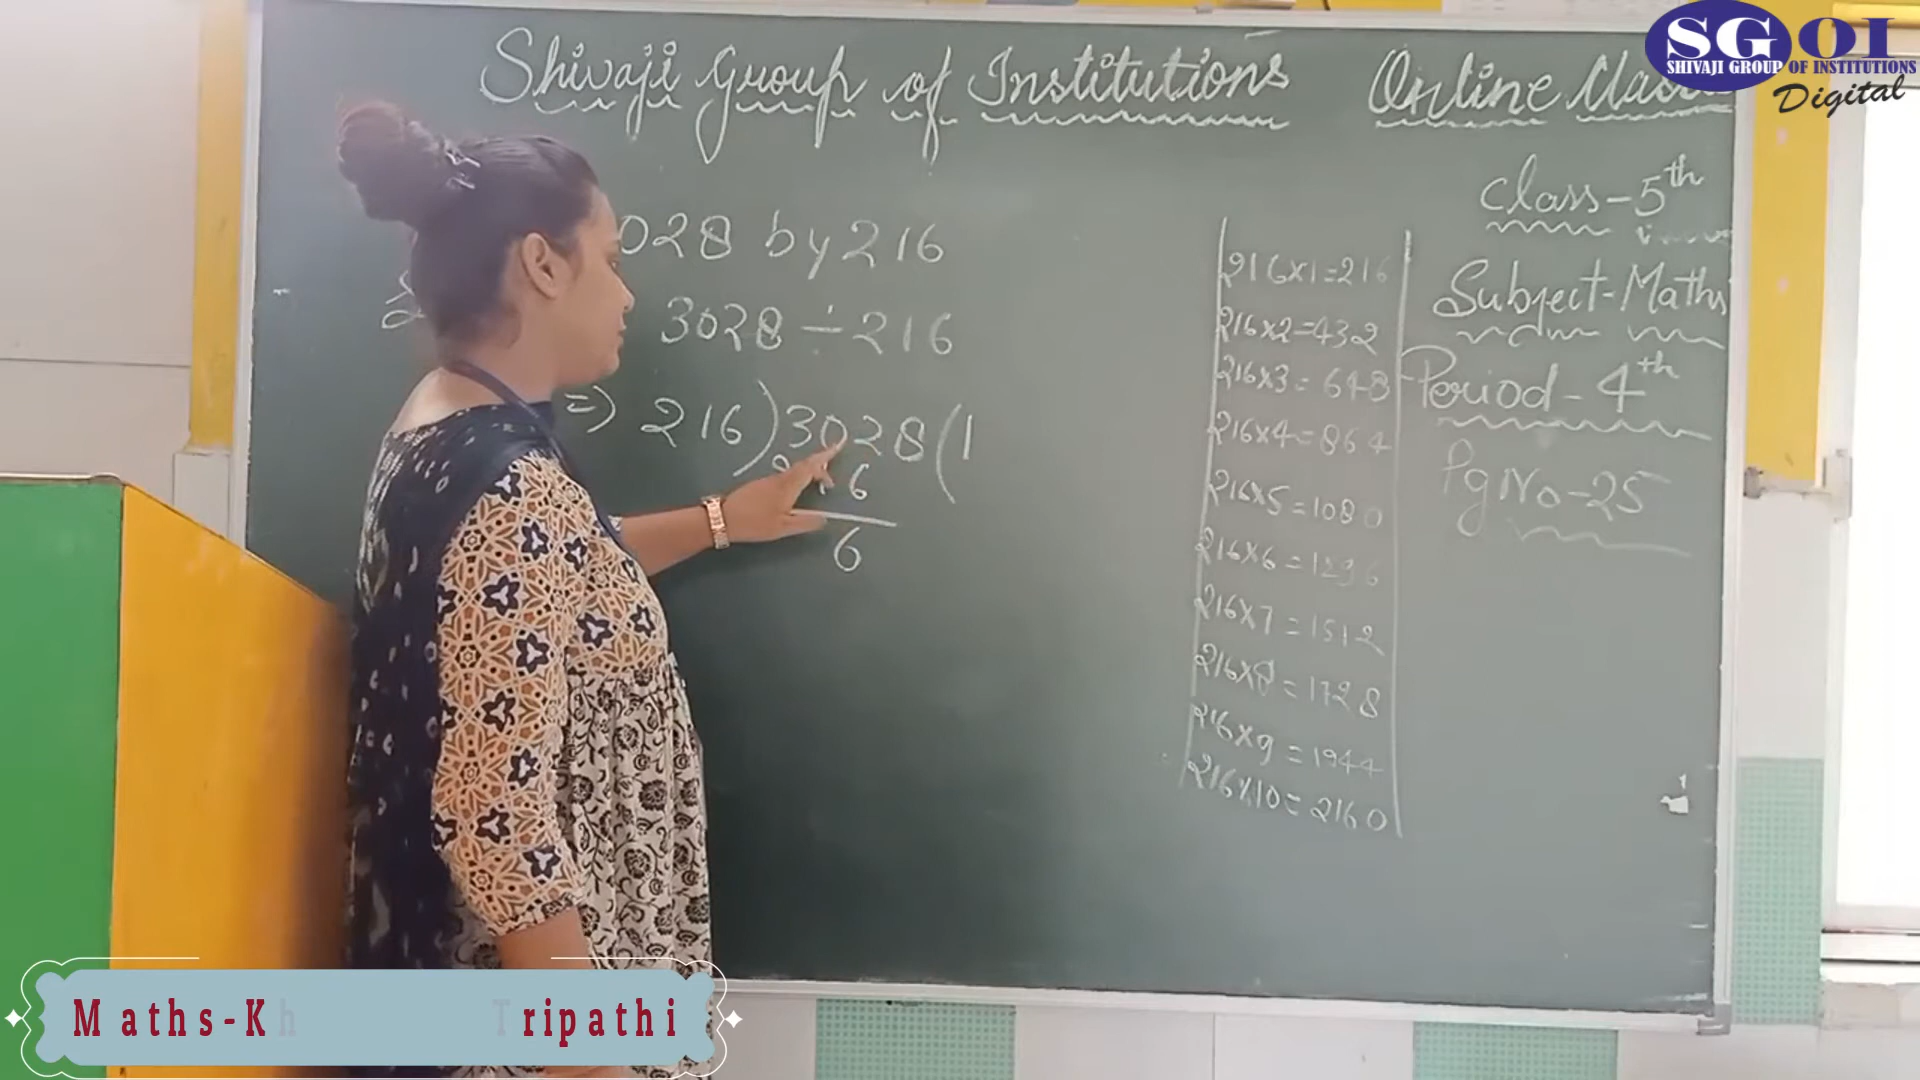 Shivaji Group of Institutions Online Class
SGOI
SHIVAJI GROUP OF INSTITUTIONS
Digital
Class-5th
Subject-Maths
Period-4th
Pg No-25
028 by 216
3028 ÷ 216
=> 216)3028(1
6
6
216x1=216
216x2=432
216x3=648
216x4=864
216x5=1080
216x6=1296
216x7=1512
216x8=1728
216x9=1944
216x10=2160
Maths-Kh Tripathi